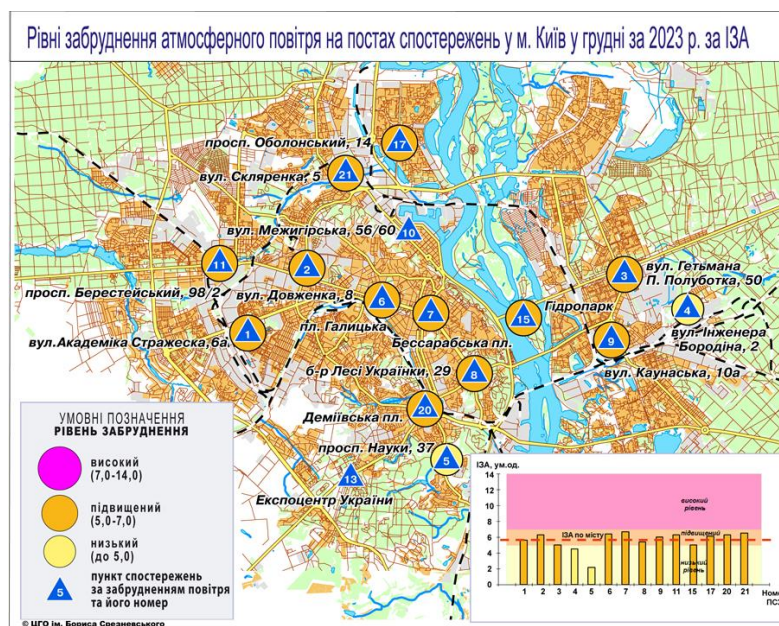 Рівні забруднення атмосферного повітря на постах спостережень у м. Київ у грудні за 2023 р. за ІЗА
просп. Оболонський, 14
17
вул. Скляренка, 5
21
вул. Межигірська, 56/60
10
11
2
3
вул. Гетьмана
П. Полуботка, 50
просп. Берестейський, 98/2
вул. Довженка, 8
6
7
15
Гідропарк
4
пл. Галицька
Бессарабська пл.
9
вул. Інженера
Бородіна, 2
вул.Академіка Стражеска,6а
1
б-р Лесі Українки, 29
8
вул. Каунаська, 10а
Деміївська пл.
20
просп. Науки, 37
5
13
Експоцентр України
УМОВНІ ПОЗНАЧЕННЯ
РІВЕНЬ ЗАБРУДНЕННЯ
високий
(7,0-14,0)
підвищений
(5,0-7,0)
низький
(до 5,0)
5
пункт спостережень
за забрудненням повітря
та його номер
ІЗА, ум.од.
14
12
10
8
6
4
2
0
високий
рівень
ІЗА по місту
підвищений
низький
рівень
1 2 3 4 5 6 7 8 9 11 15 17 20 21
Номе
ПСЗ
© ЦГО ім. Бориса Срезневського